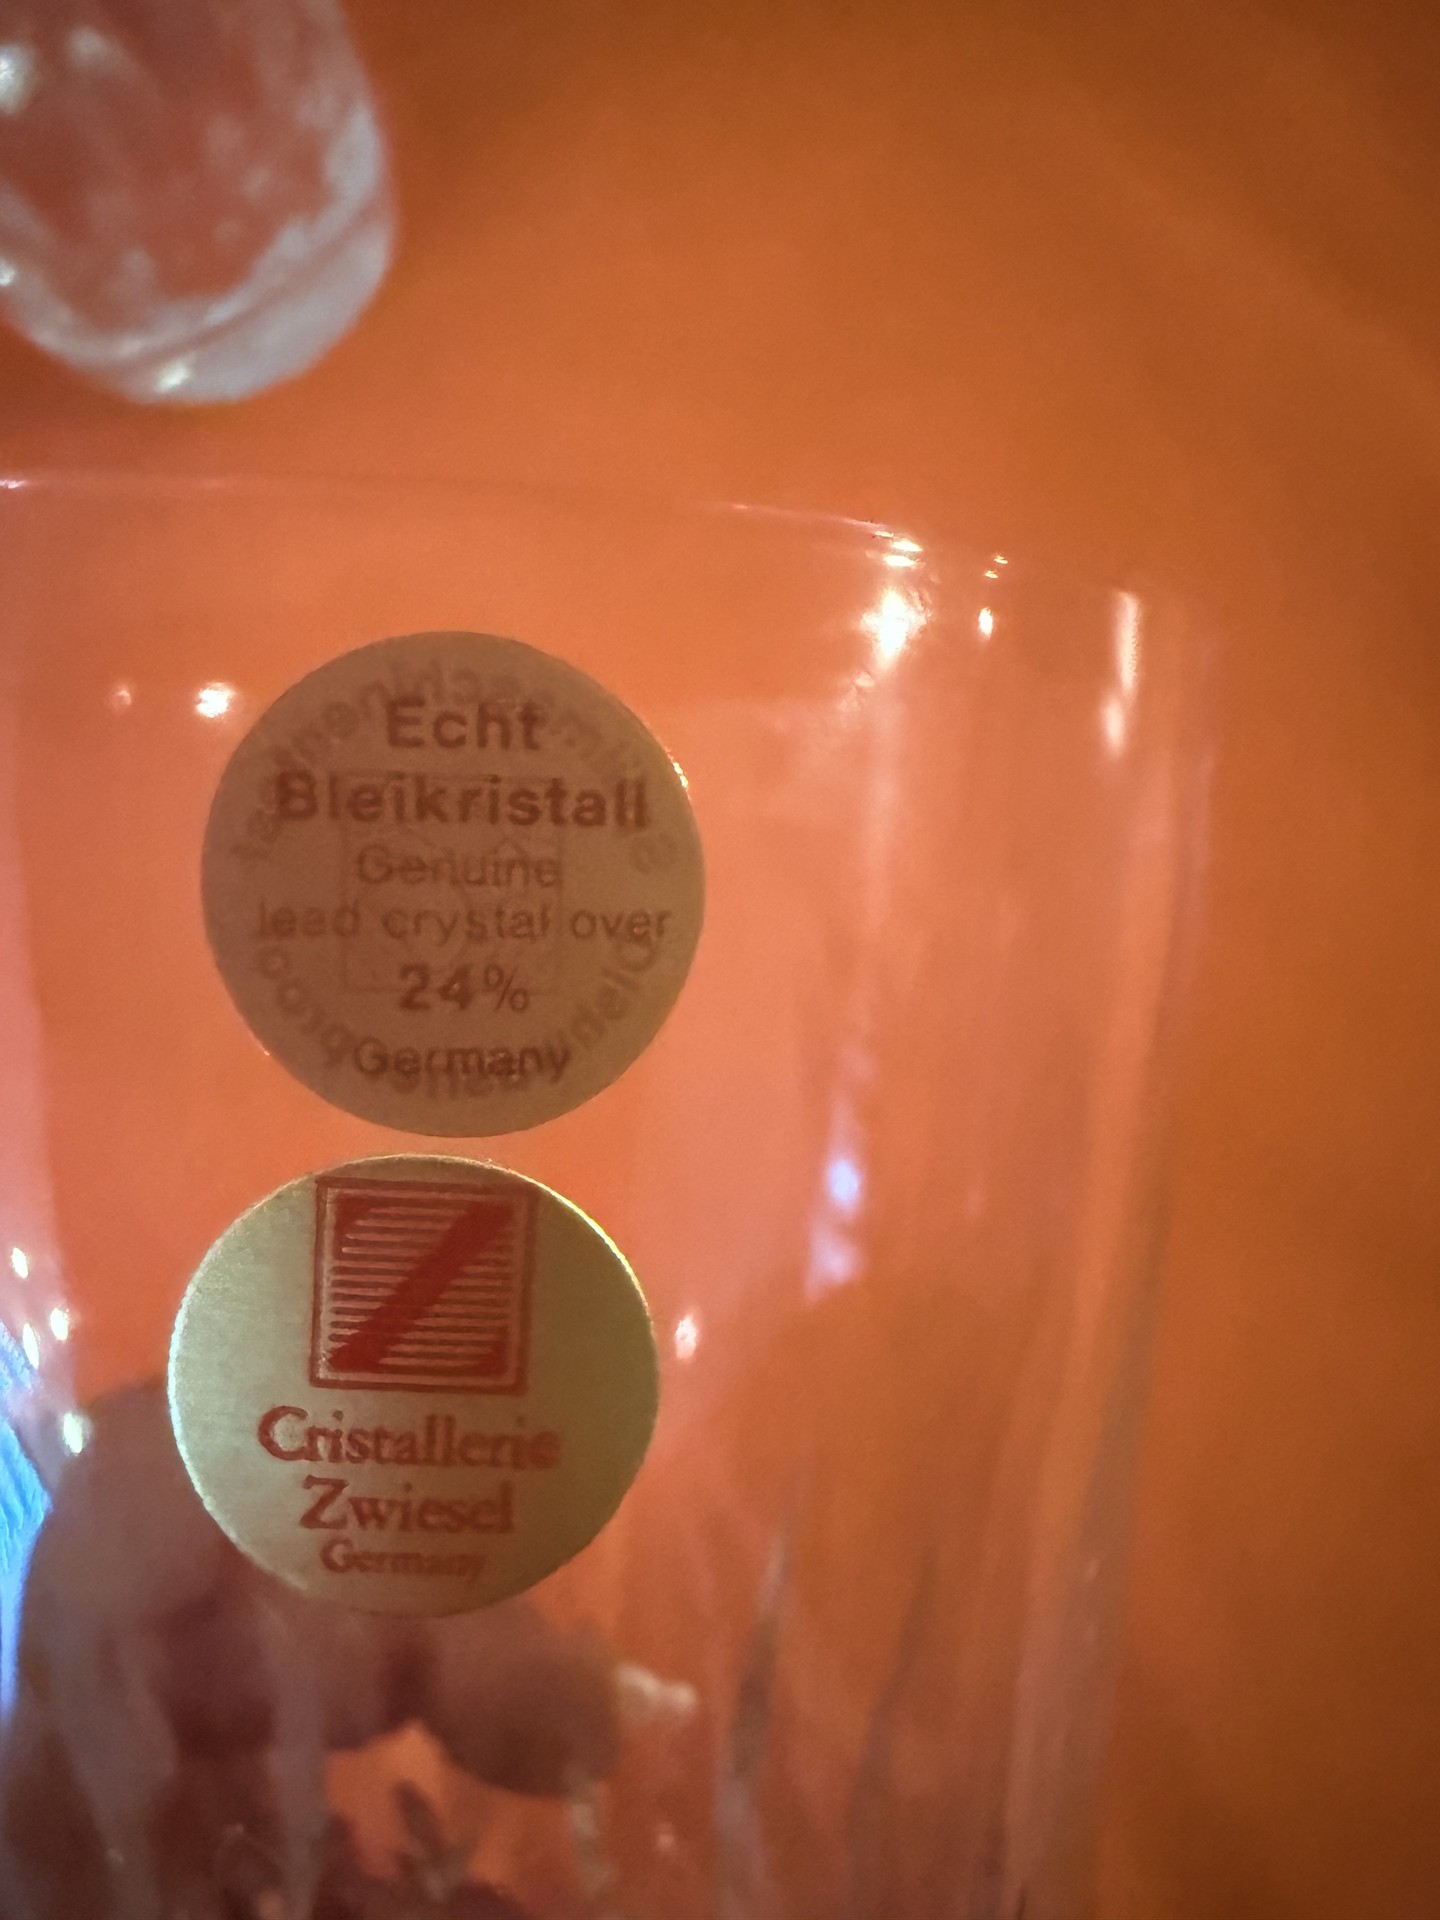 Echt
Bleikristall
Genuine
lead crystal over
24%
Germany
Z
Cristallerie
Zwiesel
Germany